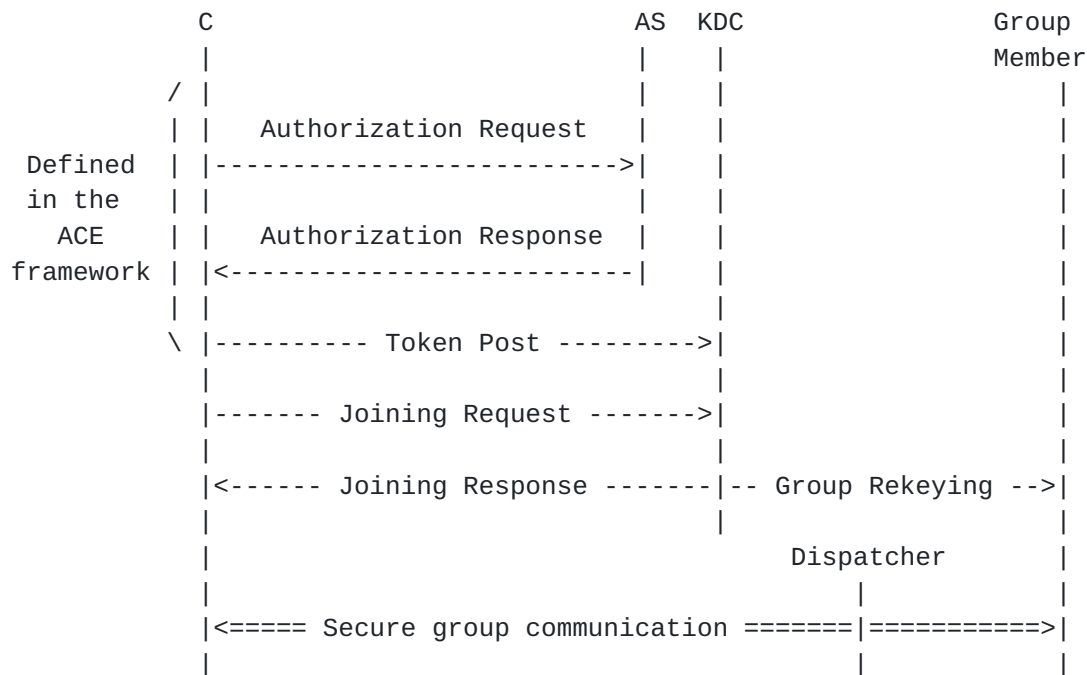 C AS KDC Group
Member
Authorization Request
Defined
in the
ACE Authorization Response
framework
Token Post
Joining Request
Joining Response Group Rekeying
Dispatcher
Secure group communication